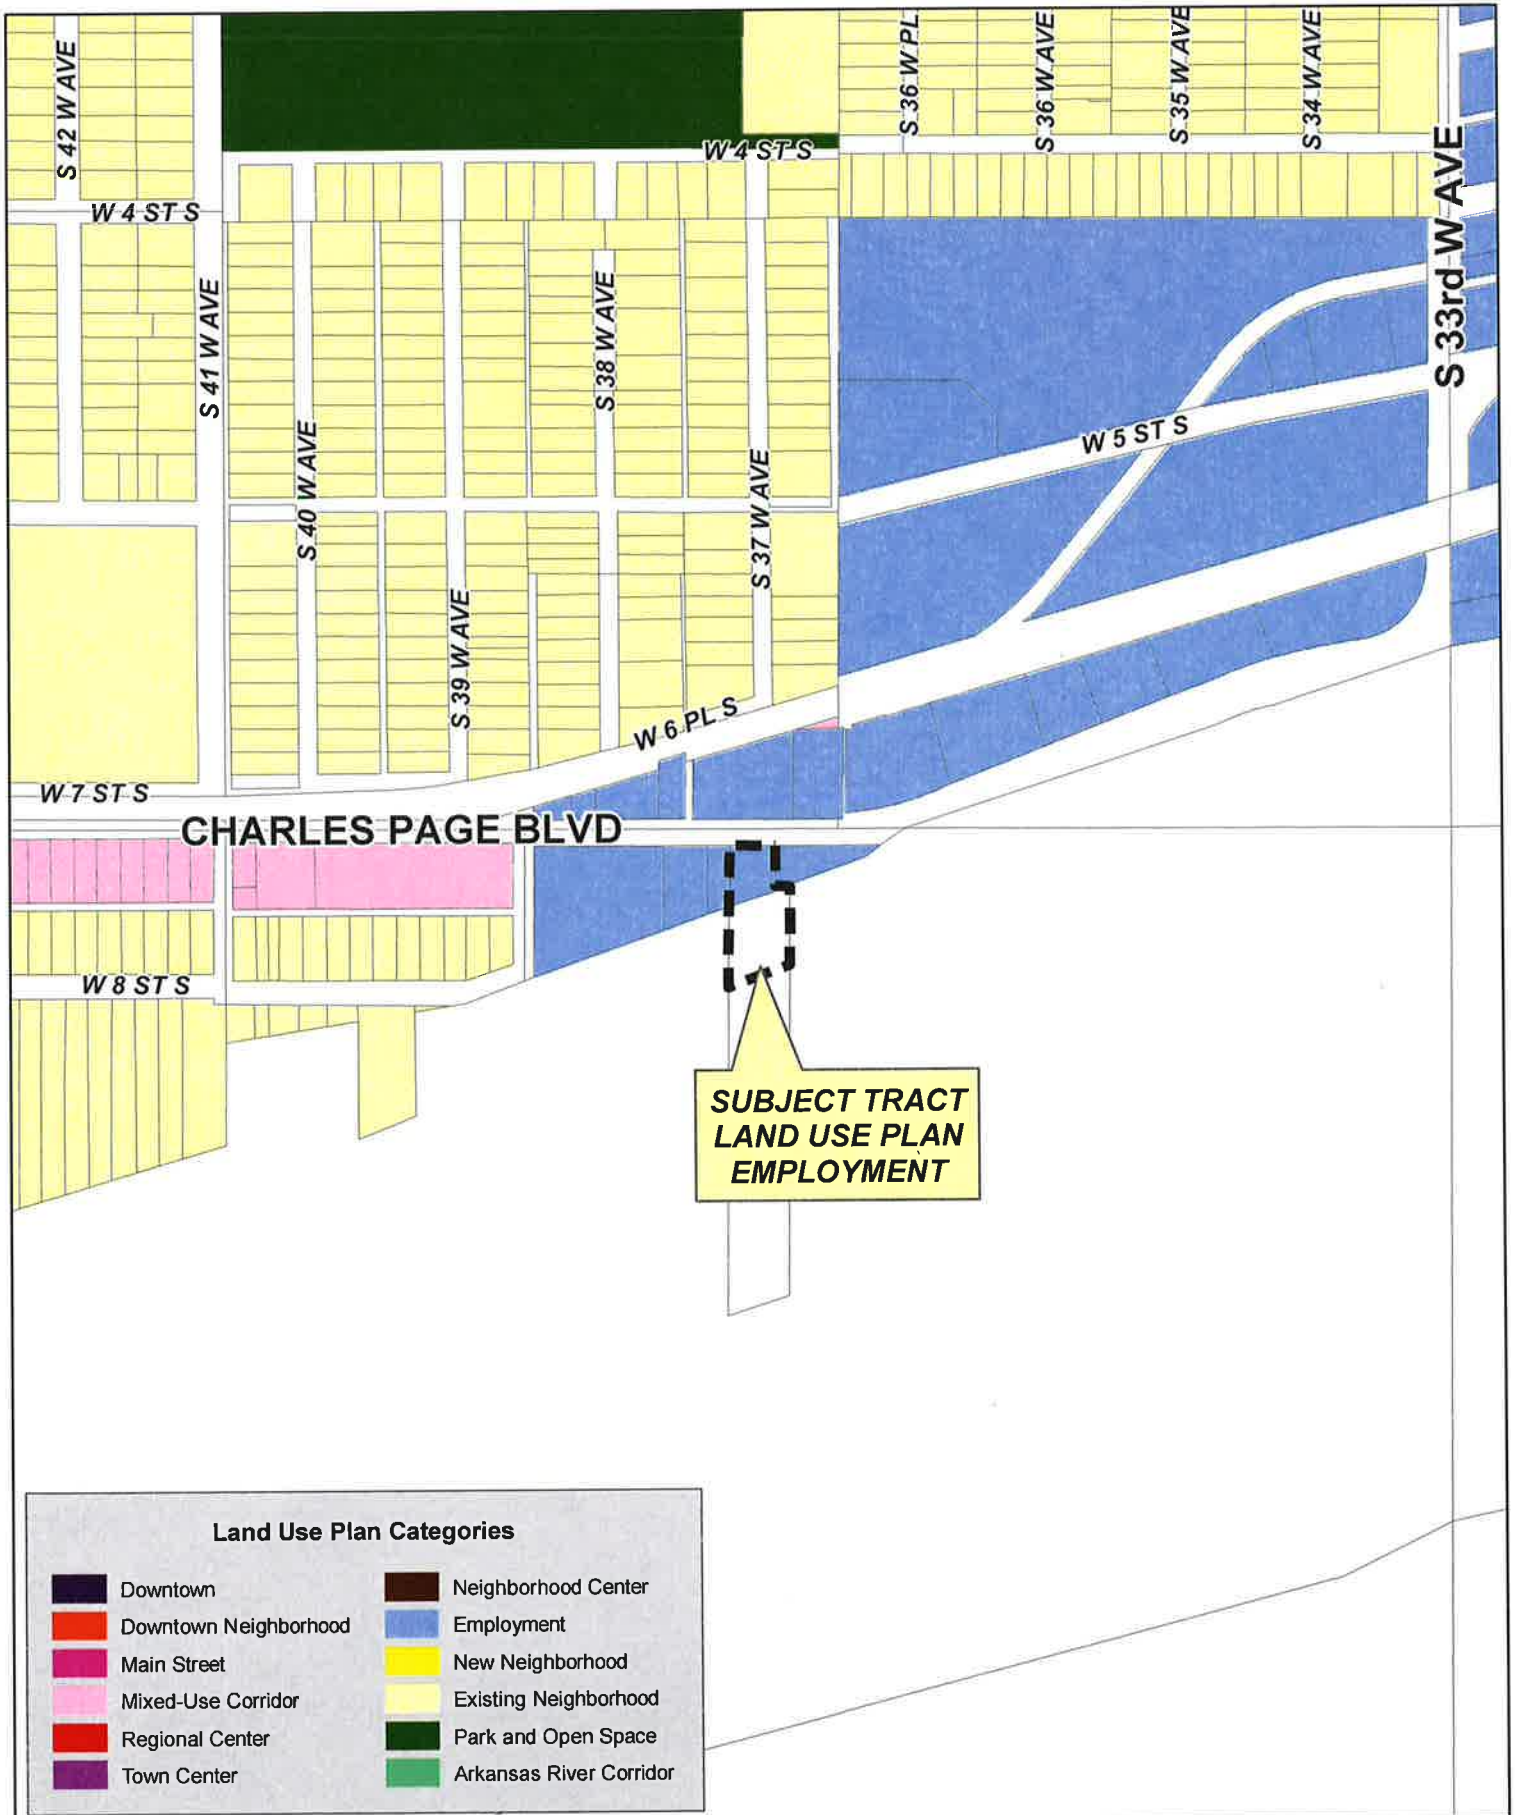 S 42 W AVE
S 36 W PL
S 36 W AVE
S 35 W AVE
S 34 W AVE
W 4 ST S
W 4 ST S
S 33rd W AVE
S 41 W AVE
S 38 W AVE
S 40 W AVE
W 5 ST S
S 37 W AVE
S 39 W AVE
W 6 PL S
W 7 ST S
CHARLES PAGE BLVD
W 8 ST S
SUBJECT TRACT
LAND USE PLAN
EMPLOYMENT
Land Use Plan Categories
Downtown
Downtown Neighborhood
Main Street
Mixed-Use Corridor
Regional Center
Town Center
Neighborhood Center
Employment
New Neighborhood
Existing Neighborhood
Park and Open Space
Arkansas River Corridor